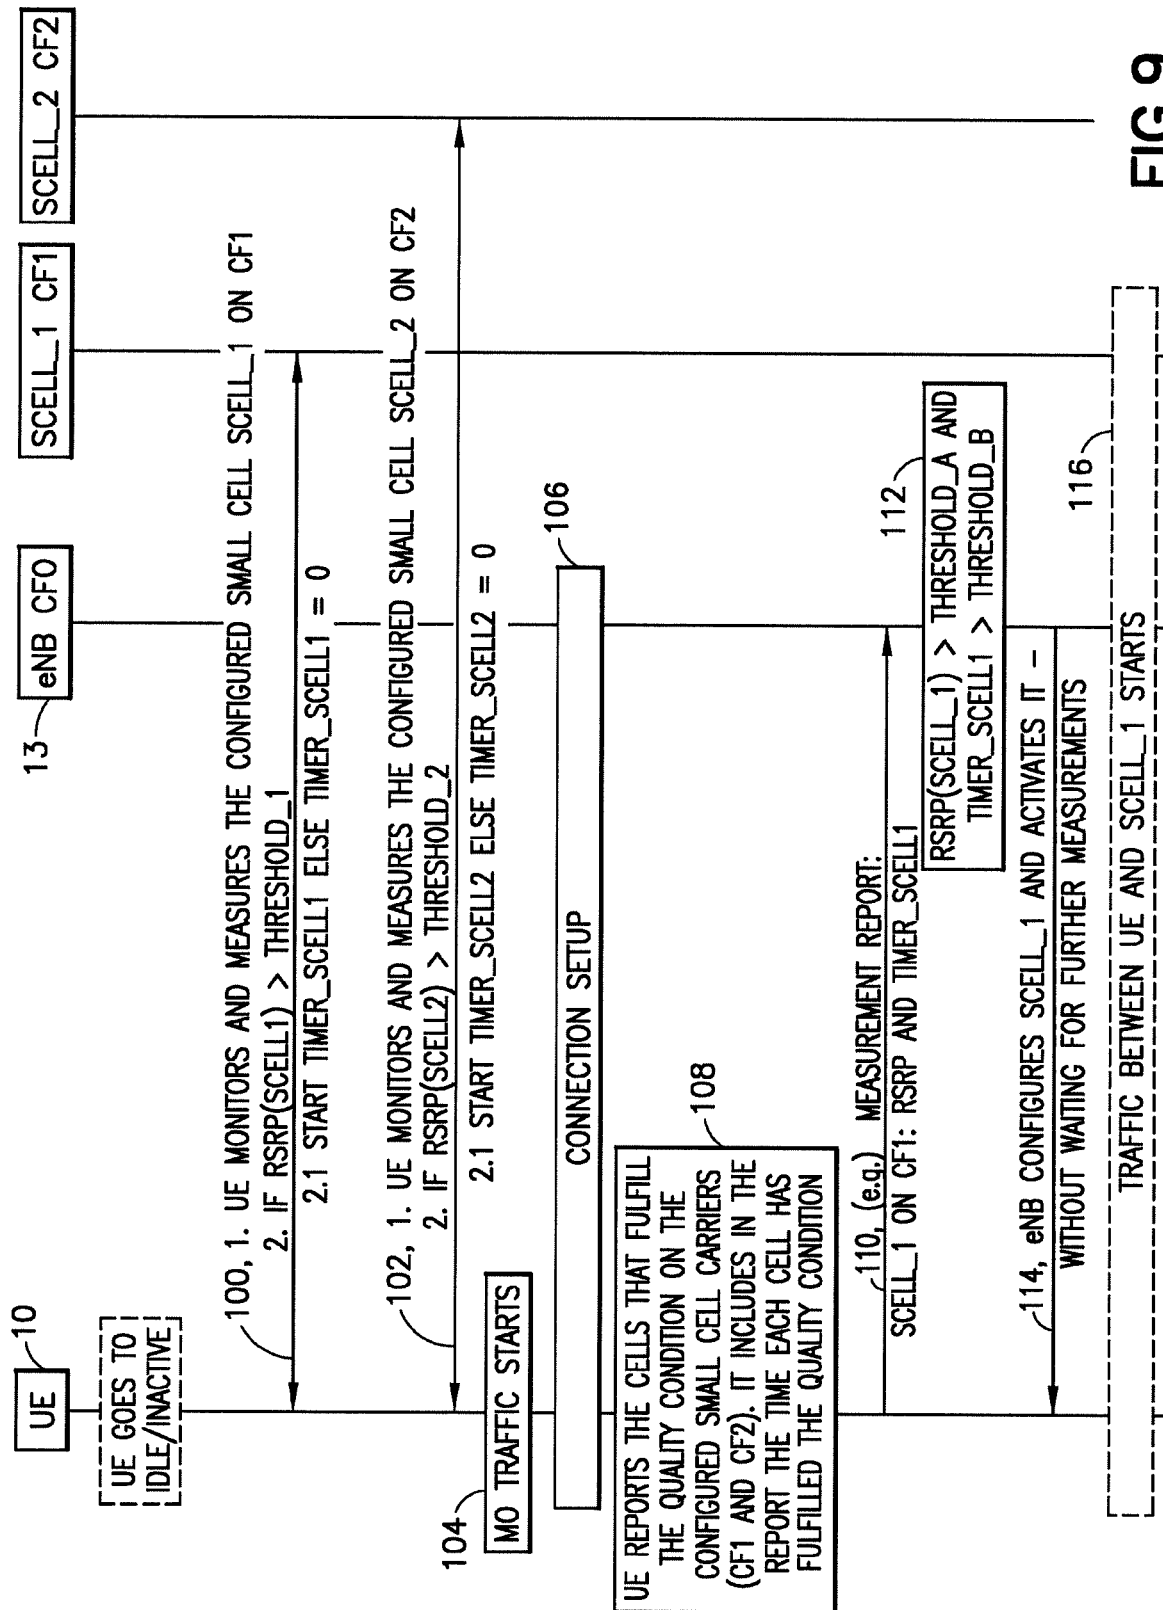 10
UE
13
eNB CF0
SCELL_1 CF1
SCELL_2 CF2
UE GOES TO
IDLE/INACTIVE
100, 1. UE MONITORS AND MEASURES THE CONFIGURED SMALL CELL SCELL_1 ON CF1
2. IF RSRP(SCELL1) > THRESHOLD_1
2.1 START TIMER_SCELL1 ELSE TIMER_SCELL1 = 0
102, 1. UE MONITORS AND MEASURES THE CONFIGURED SMALL CELL SCELL_2 ON CF2
2. IF RSRP(SCELL2) > THRESHOLD_2
2.1 START TIMER_SCELL2 ELSE TIMER_SCELL2 = 0
104
MO TRAFFIC STARTS
106
CONNECTION SETUP
108
UE REPORTS THE CELLS THAT FULFILL
THE QUALITY CONDITION ON THE
CONFIGURED SMALL CELL CARRIERS
(CF1 AND CF2). IT INCLUDES IN THE
REPORT THE TIME EACH CELL HAS
FULFILLED THE QUALITY CONDITION
110, (e.g.) MEASUREMENT REPORT:
SCELL_1 ON CF1: RSRP AND TIMER_SCELL1
112
RSRP(SCELL_1) > THRESHOLD_A AND
TIMER_SCELL1 > THRESHOLD_B
114, eNB CONFIGURES SCELL_1 AND ACTIVATES IT –
WITHOUT WAITING FOR FURTHER MEASUREMENTS
116
TRAFFIC BETWEEN UE AND SCELL_1 STARTS
FIG.9